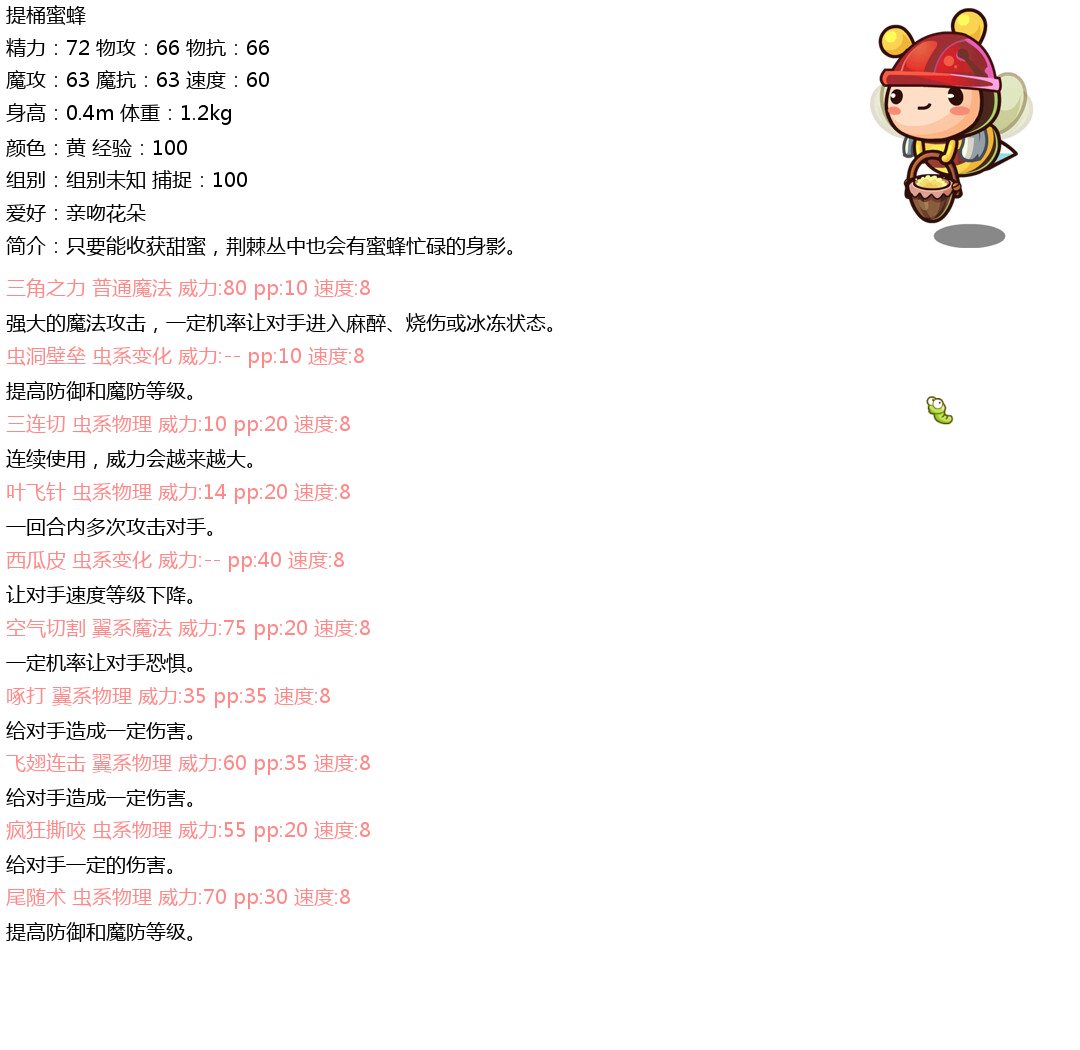 提桶蜜蜂
精力：72 物攻：66 物抗：66
魔攻：63 魔抗：63 速度：60
身高：0.4m 体重：1.2kg
颜色：黄 经验：100
组别：组别未知 捕捉：100
爱好：亲吻花朵
简介：只要能收获甜蜜，荆棘丛中也会有蜜蜂忙碌的身影。
三角之力 普通魔法 威力:80 pp:10 速度:8
强大的魔法攻击，一定机率让对手进入麻醉、烧伤或冰冻状态。
虫洞壁垒 虫系变化 威力:-- pp:10 速度:8
提高防御和魔防等级。
三连切 虫系物理 威力:10 pp:20 速度:8
连续使用，威力会越来越大。
叶飞针 虫系物理 威力:14 pp:20 速度:8
一回合内多次攻击对手。
西瓜皮 虫系变化 威力:-- pp:40 速度:8
让对手速度等级下降。
空气切割 翼系魔法 威力:75 pp:20 速度:8
一定机率让对手恐惧。
啄打 翼系物理 威力:35 pp:35 速度:8
给对手造成一定伤害。
飞翅连击 翼系物理 威力:60 pp:35 速度:8
给对手造成一定伤害。
疯狂撕咬 虫系物理 威力:55 pp:20 速度:8
给对手一定的伤害。
尾随术 虫系物理 威力:70 pp:30 速度:8
提高防御和魔防等级。